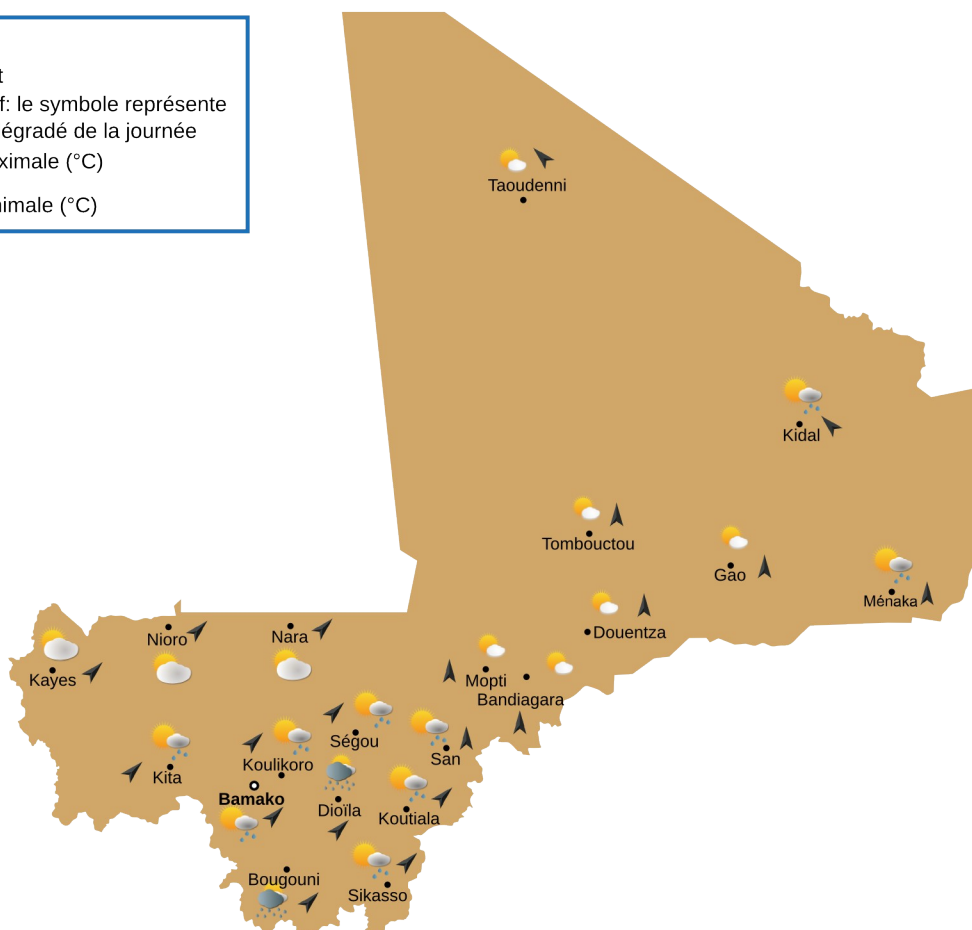 t
f: le symbole représente
égradé de la journée
ximale (°C)
imale (°C)
Taoudenni
Kidal
Tombouctou
Gao
Ménaka
Douentza
Nioro
Nara
Kayes
Mopti
Bandiagara
Ségou
San
Koulikoro
Kita
Bamako
Dioïla
Koutiala
Bougouni
Sikasso